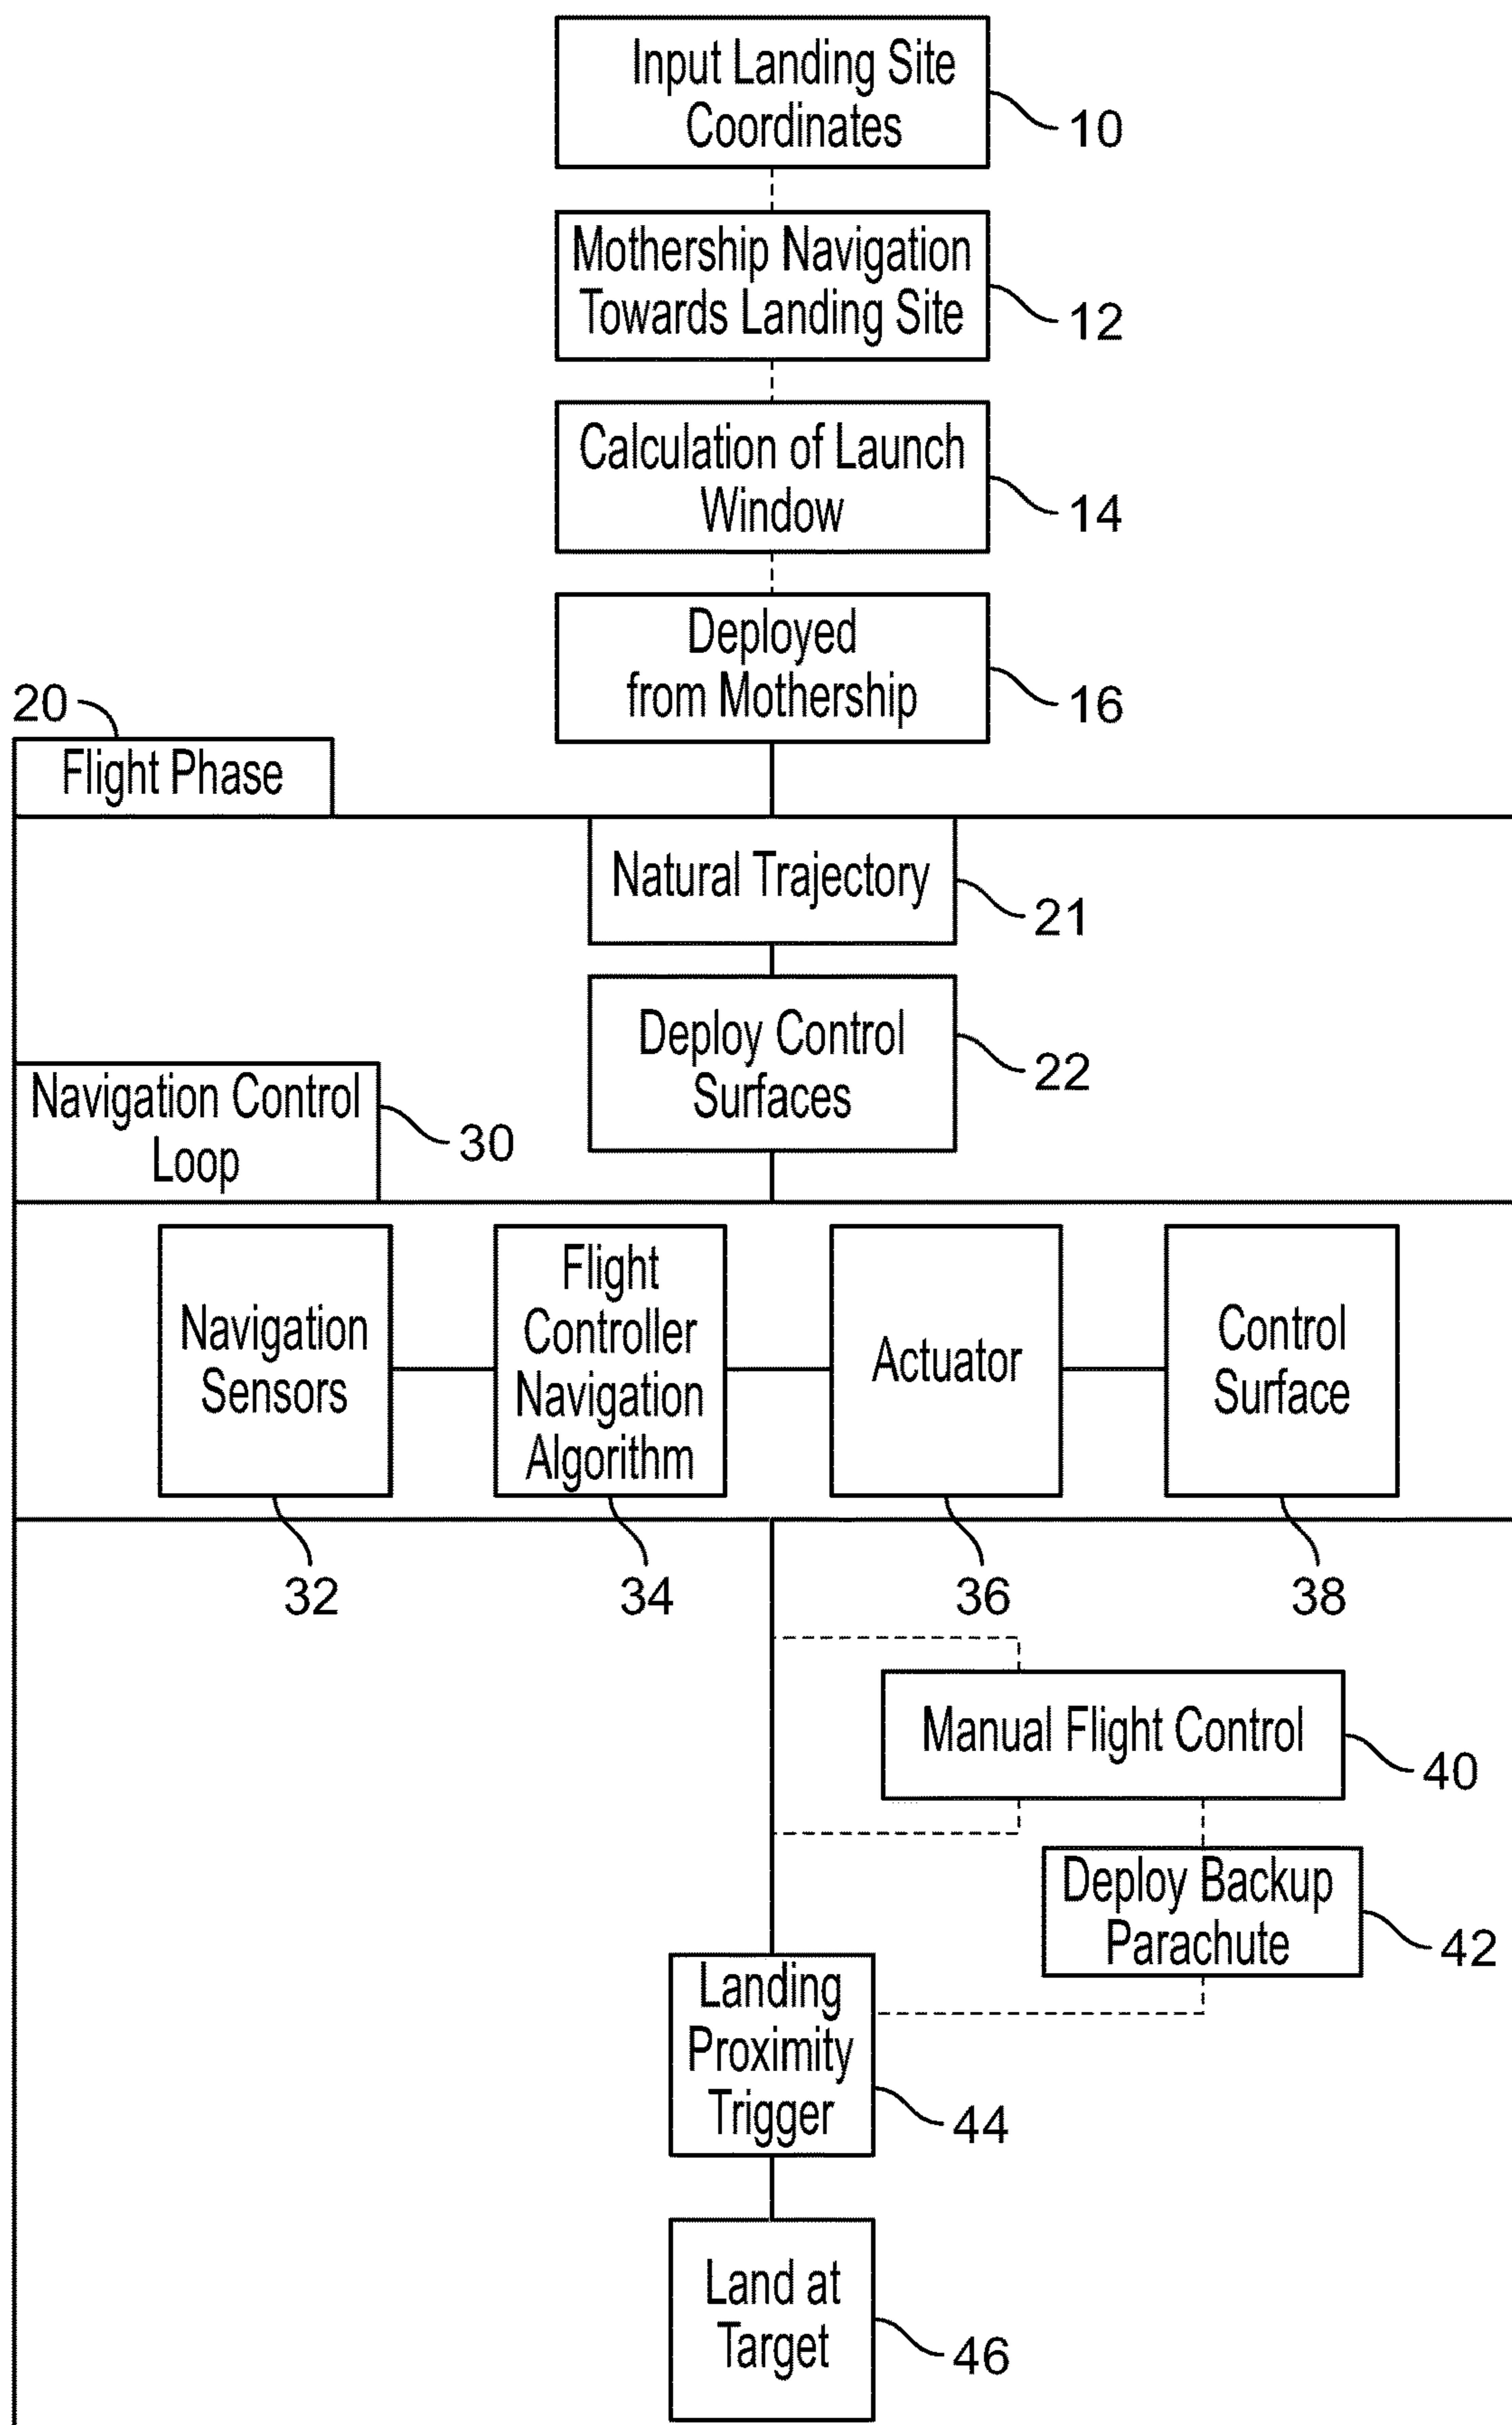 Input Landing Site
Coordinates
10
Mothership Navigation
Towards Landing Site
12
Calculation of Launch
Window
14
Deployed
from Mothership
16
20
Flight Phase
Natural Trajectory
21
Deploy Control
Surfaces
22
Navigation Control
Loop
30
Navigation
Sensors
32
Flight
Controller
Navigation
Algorithm
34
Actuator
36
Control
Surface
38
Manual Flight Control
40
Deploy Backup
Parachute
42
Landing
Proximity
Trigger
44
Land at
Target
46